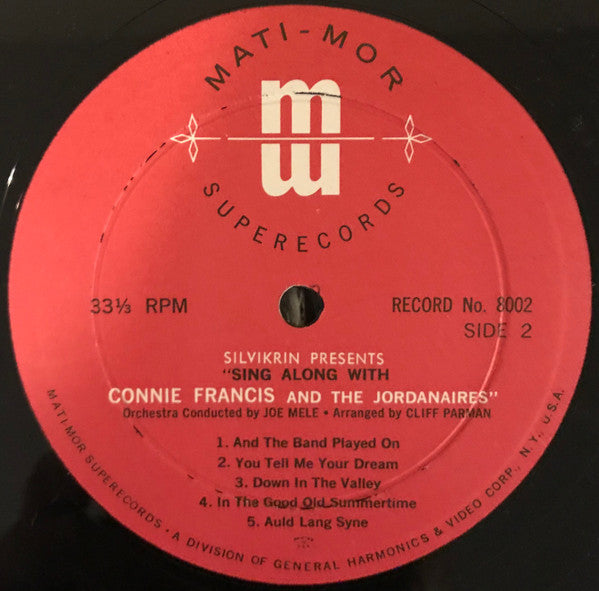 MATI-MOR
m
m
SUPERECORDS
33⅓ RPM
RECORD No. 8002
SIDE 2
SILVIKRIN PRESENTS
"SING ALONG WITH
CONNIE FRANCIS AND THE JORDANAIRES"
Orchestra Conducted by JOE MELE • Arranged by CLIFF PARMAN
1. And The Band Played On
2. You Tell Me Your Dream
3. Down In The Valley
4. In The Good Old Summertime
5. Auld Lang Syne
MATI-MOR SUPERECORDS • A DIVISION OF GENERAL HARMONICS & VIDEO CORP., N.Y., U.S.A.